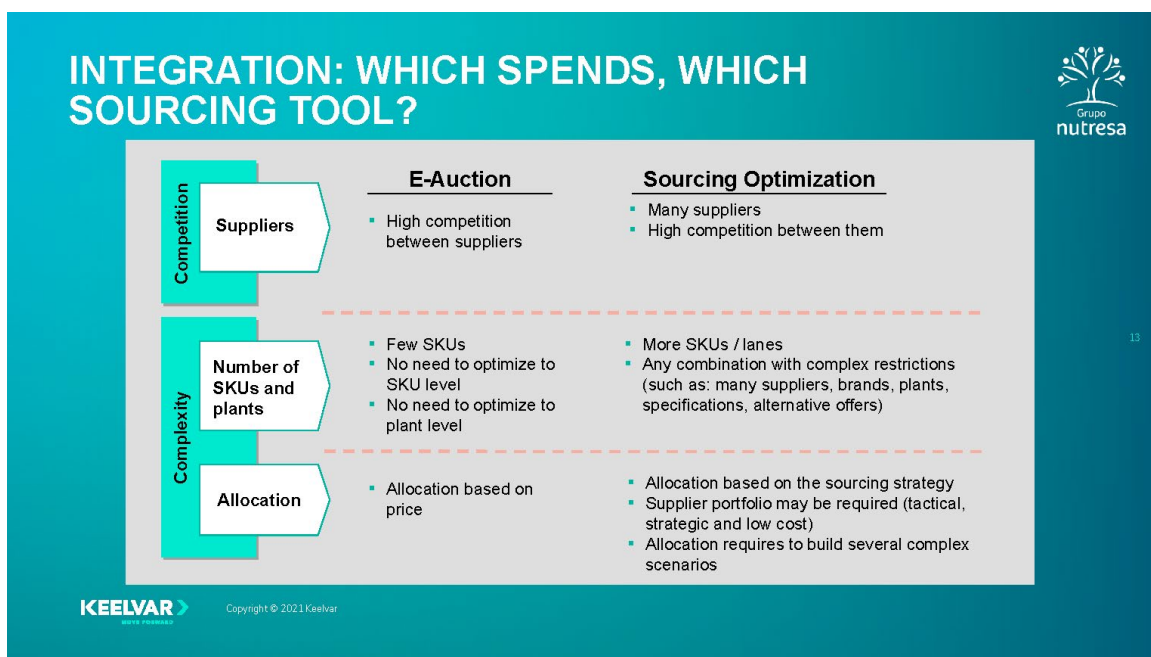 INTEGRATION: WHICH SPENDS, WHICH
SOURCING TOOL?
Grupo
nutresa
E-Auction
Sourcing Optimization
Competition
Suppliers
▪ High competition
between suppliers
▪ Many suppliers
▪ High competition between them
13
Complexity
Number of
SKUs and
plants
▪ Few SKUs
▪ No need to optimize to
SKU level
▪ No need to optimize to
plant level
▪ More SKUs / lanes
▪ Any combination with complex restrictions
(such as: many suppliers, brands, plants,
specifications, alternative offers)
Allocation
▪ Allocation based on
price
▪ Allocation based on the sourcing strategy
▪ Supplier portfolio may be required (tactical,
strategic and low cost)
▪ Allocation requires to build several complex
scenarios
KEELVAR
MOVE FORWARD
Copyright © 2021 Keelvar